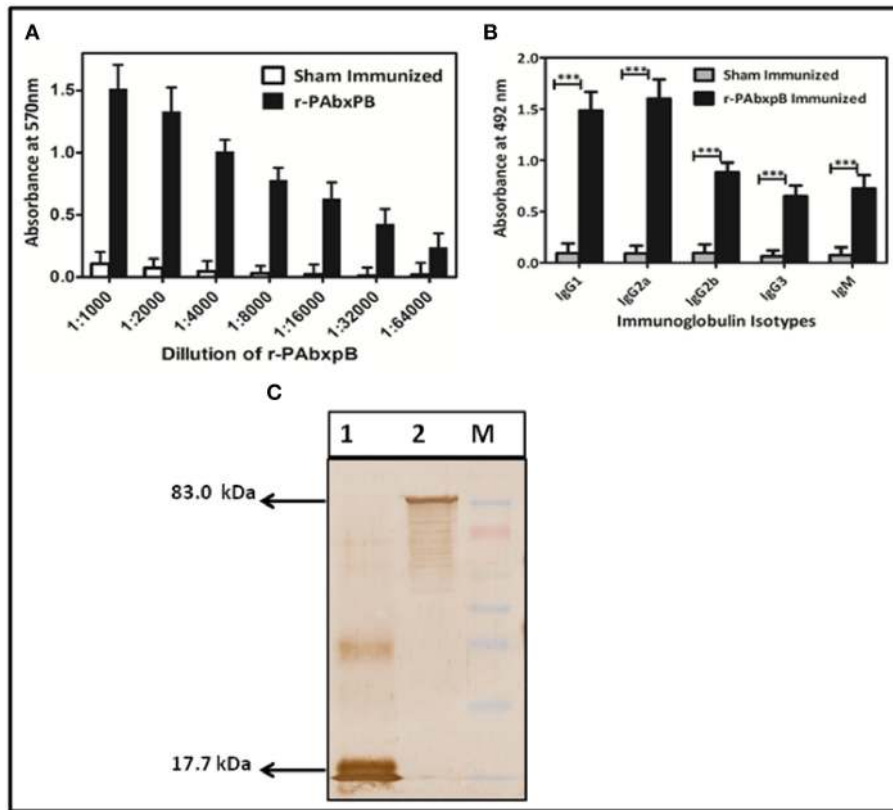 A
Absorbance at 570nm
1.5
1.0
0.5
0.0
Sham Immunized
r-PAbxPB
1:1000
1:2000
1:4000
1:8000
1:16000
1:32000
1:64000
Dillution of r-PAbxpB
B
Absorbance at 492 nm
2.0
1.5
1.0
0.5
0.0
Sham Immunized
r-PAbxpB Immunized
***
***
***
***
***
IgG1
IgG2a
IgG2b
IgG3
IgM
Immunoglobulin Isotypes
C
1 2 M
83.0 kDa
17.7 kDa